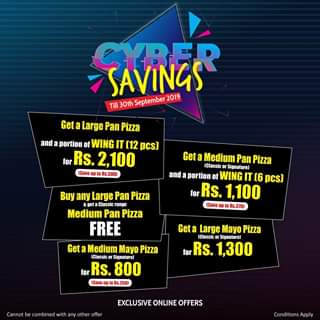 CYBER
SAVINGS
Till 30th September 2019
Get a Large Pan Pizza
and a portion of WING IT (12 pcs)
for Rs. 2,100
Get a Medium Pan Pizza
(Classic or Signature)
and a portion of WING IT (6 pcs)
for Rs. 1,100
Buy any Large Pan Pizza
& get a Classic range
Medium Pan Pizza
FREE
Get a Large Mayo Pizza
(Classic or Signature)
for Rs. 1,300
Get a Medium Mayo Pizza
(Classic or Signature)
for Rs. 800
EXCLUSIVE ONLINE OFFERS
Cannot be combined with any other offer
Conditions Apply